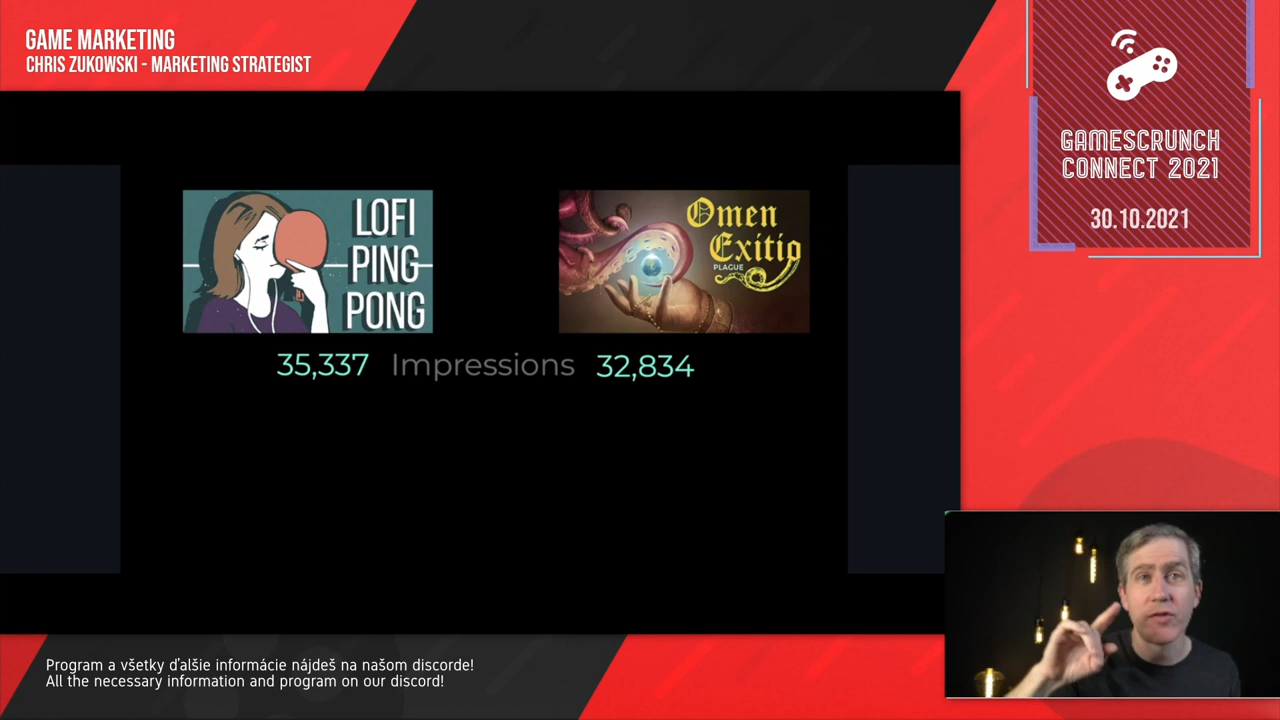 GAME MARKETING
CHRIS ZUKOWSKI - MARKETING STRATEGIST
GAMESCRUNCH
CONNECT 2021
30.10.2021
LOFI
PING
PONG
Omen
Exitio
PLAGUE
35,337 Impressions 32,834
Program a všetky ďalšie informácie nájdeš na našom discorde!
All the necessary information and program on our discord!